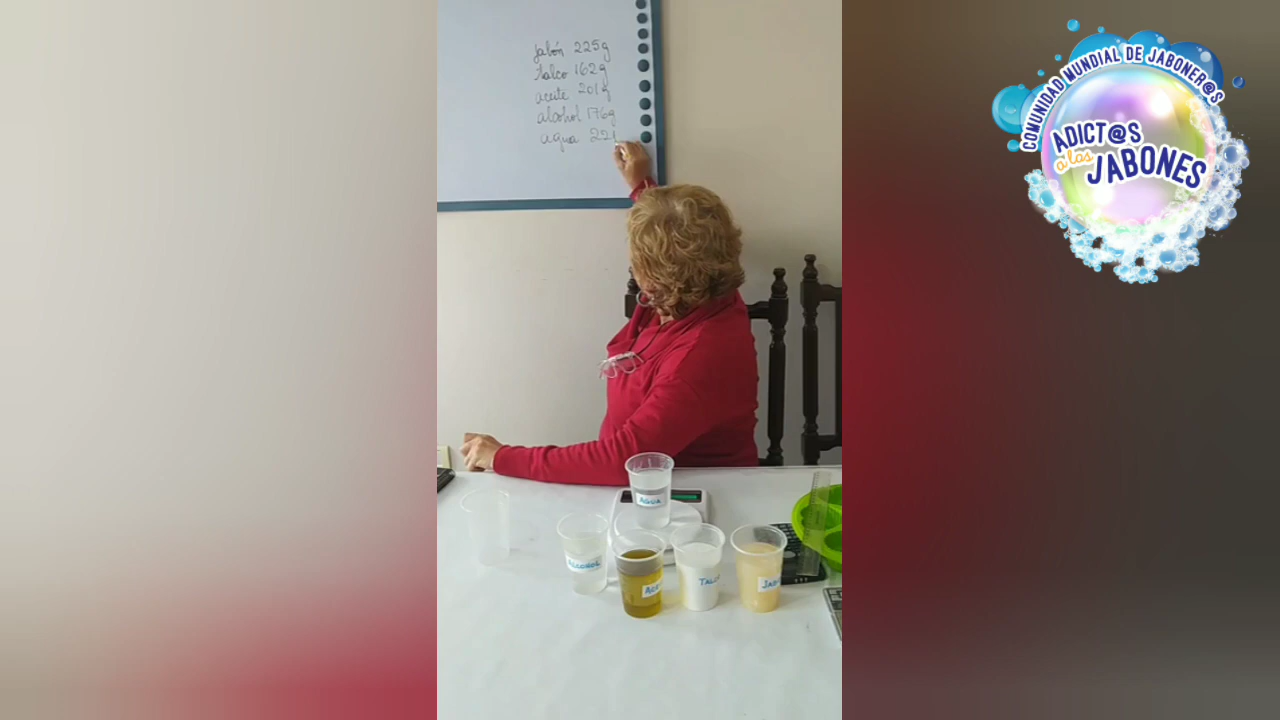 jabón 225g
talco 162g
aceite 201g
alcohol 176g
agua 221
COMUNIDAD MUNDIAL DE JABONER@S
ADICT@S
a los
JABONES
AGUA
ALCOHOL
TALCO